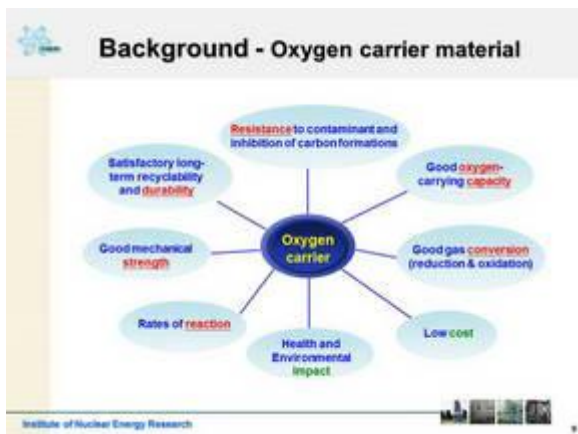 Background - Oxygen carrier material
Resistance to contaminant and
inhibition of carbon formations
Satisfactory long-
term recyclability
and durability
Good oxygen-
carrying capacity
Oxygen
carrier
Good mechanical
strength
Good gas conversion
(reduction & oxidation)
Rates of reaction
Low cost
Health and
Environmental
impact
Institute of Nuclear Energy Research